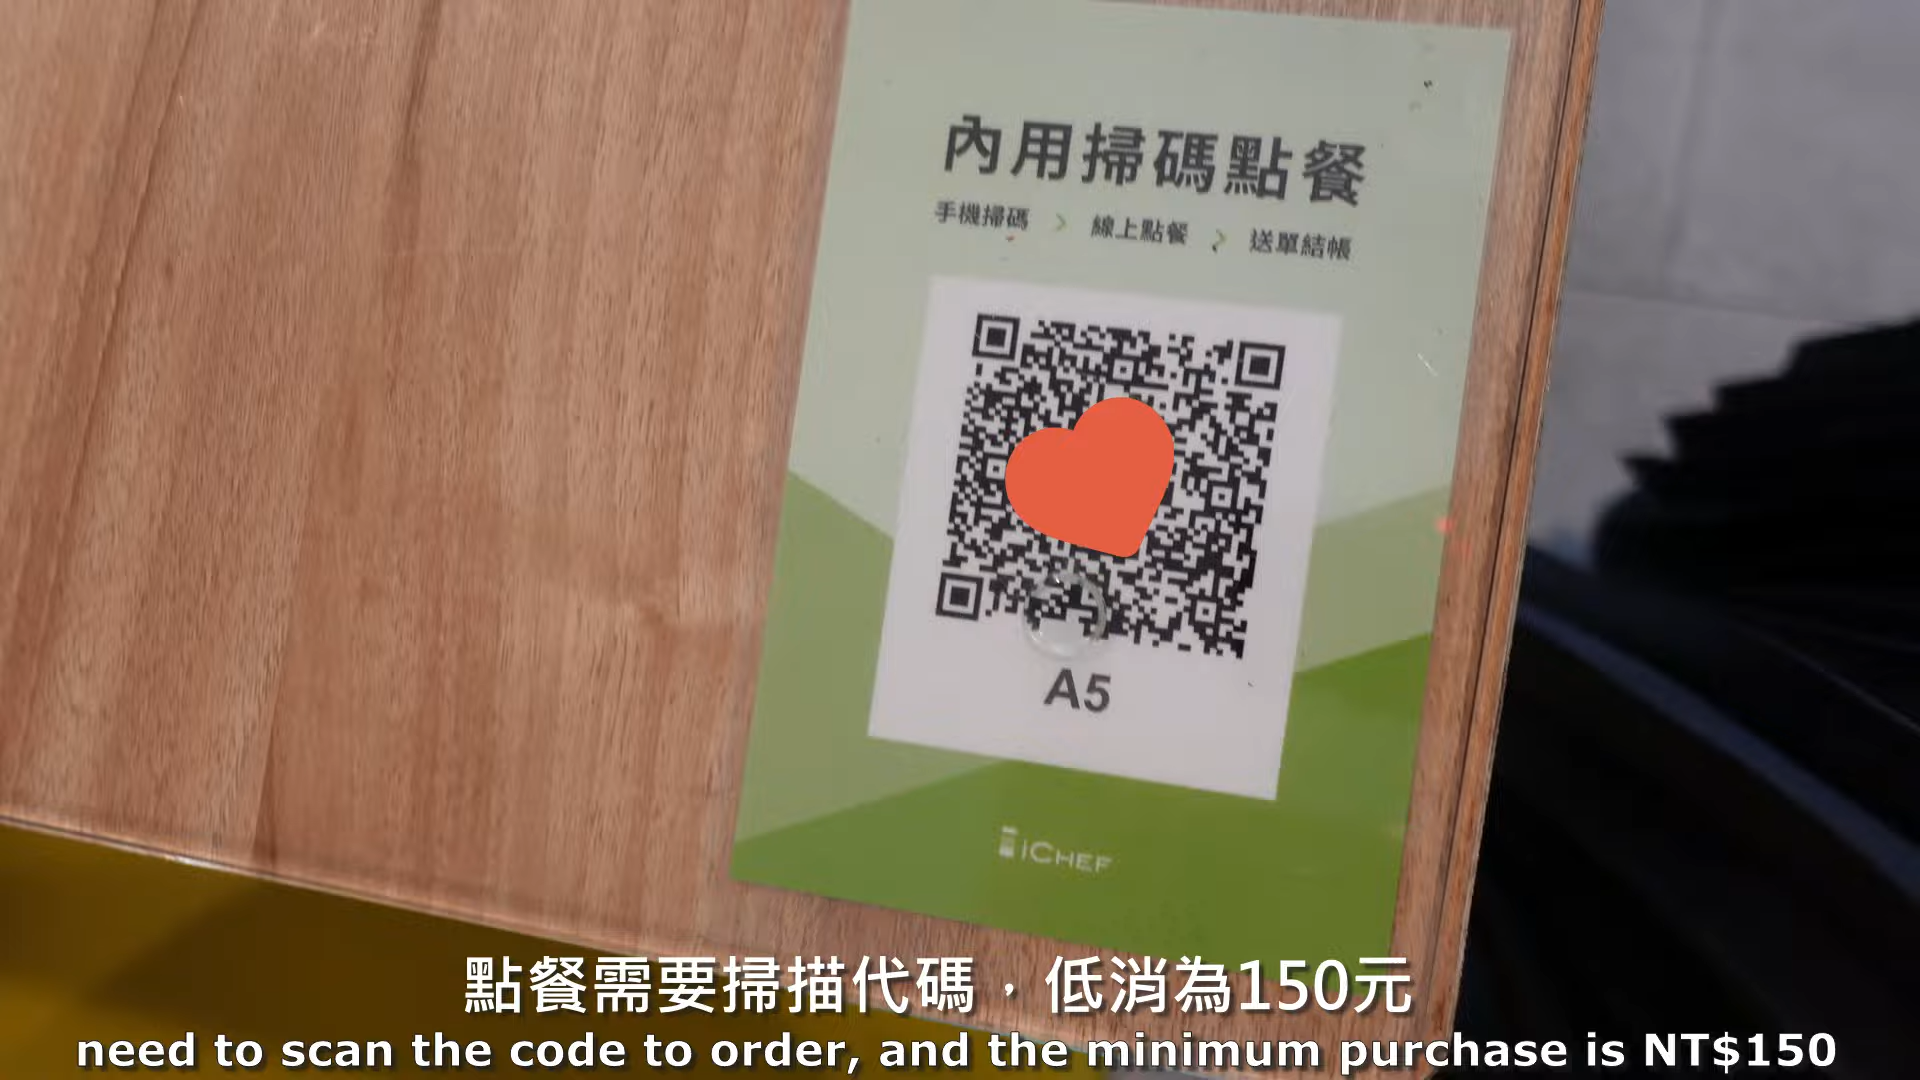 內用掃碼點餐
手機掃碼 > 線上點餐 > 送單結帳
A5
iCHEF
點餐需要掃描代碼，低消為150元
need to scan the code to order, and the minimum purchase is NT$150